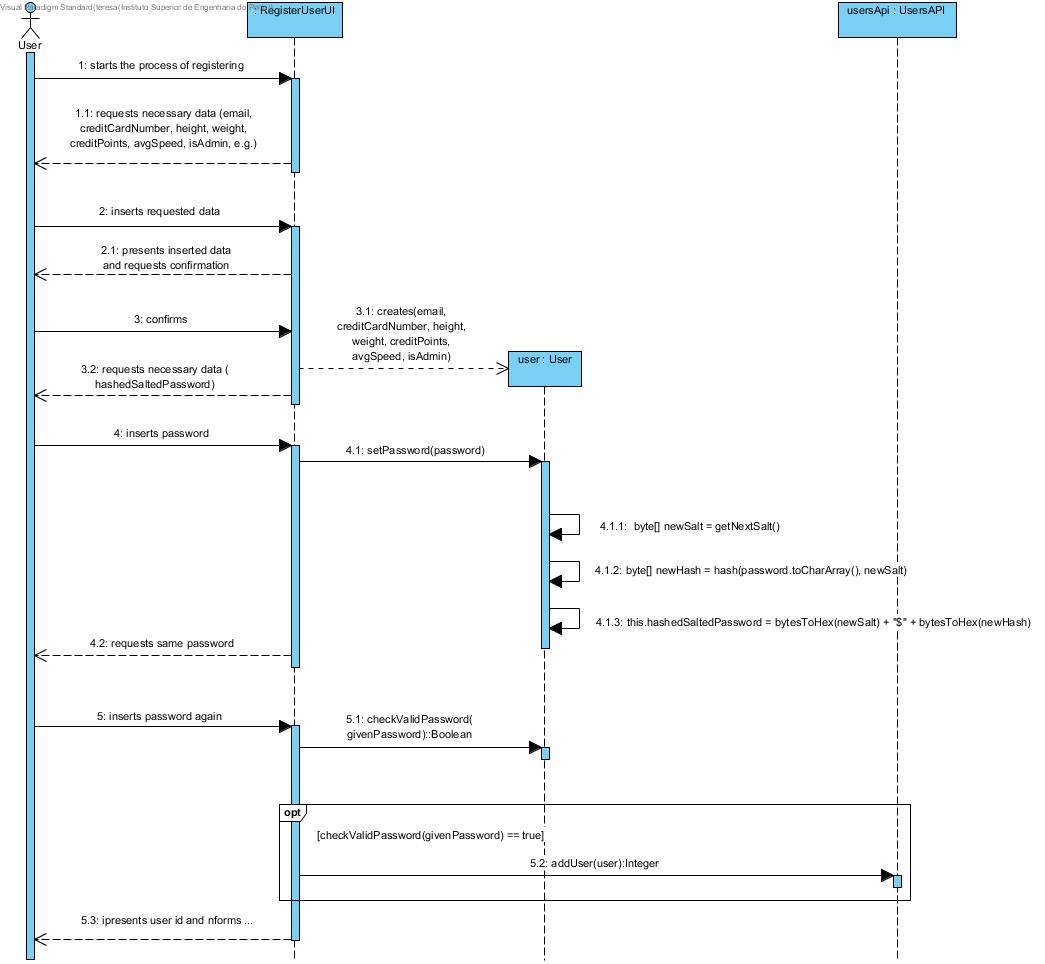 Visual Paradigm Standard(teresa(Instituto Superior de Engenharia do
: RegisterUserUI
usersApi : UsersAPI
User
1: starts the process of registering
1.1: requests necessary data (email,
creditCardNumber, height, weight,
creditPoints, avgSpeed, isAdmin, e.g.)
2: inserts requested data
2.1: presents inserted data
and requests confirmation
3: confirms
3.1: creates(email,
creditCardNumber, height,
weight, creditPoints,
avgSpeed, isAdmin)
user : User
3.2: requests necessary data (
hashedSaltedPassword)
4: inserts password
4.1: setPassword(password)
4.1.1:  byte[] newSalt = getNextSalt()
4.1.2: byte[] newHash = hash(password.toCharArray(), newSalt)
4.1.3: this.hashedSaltedPassword = bytesToHex(newSalt) + "$" + bytesToHex(newHash)
4.2: requests same password
5: inserts password again
5.1: checkValidPassword(
givenPassword)::Boolean
opt
[checkValidPassword(givenPassword) == true]
5.2: addUser(user):Integer
5.3: ipresents user id and nforms ...